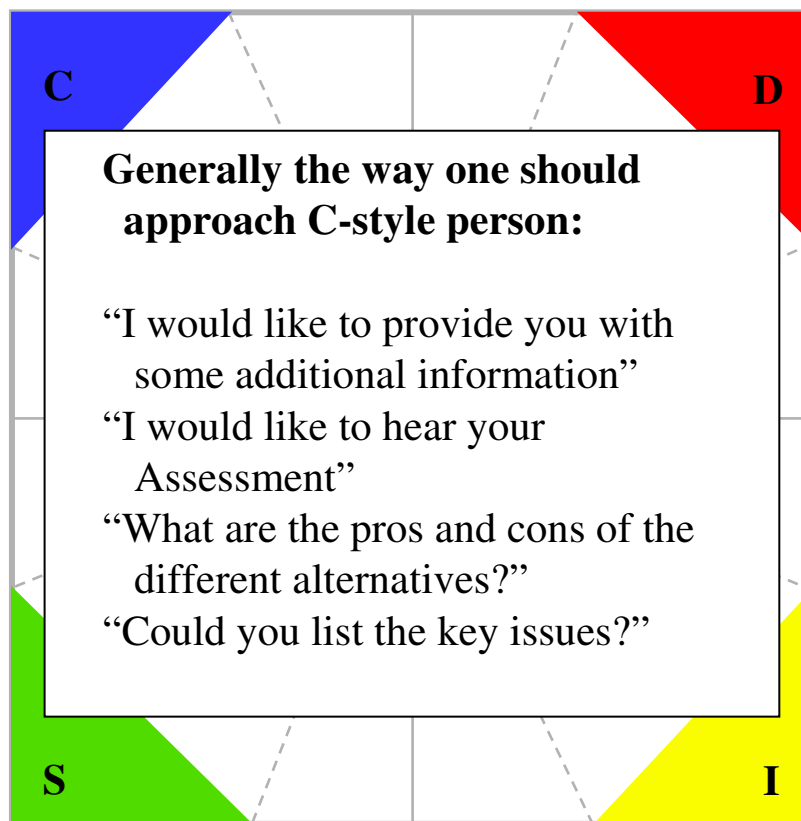 C
D
Generally the way one should
approach C-style person:
“I would like to provide you with
some additional information”
“I would like to hear your
Assessment”
“What are the pros and cons of the
different alternatives?”
“Could you list the key issues?”
S
I